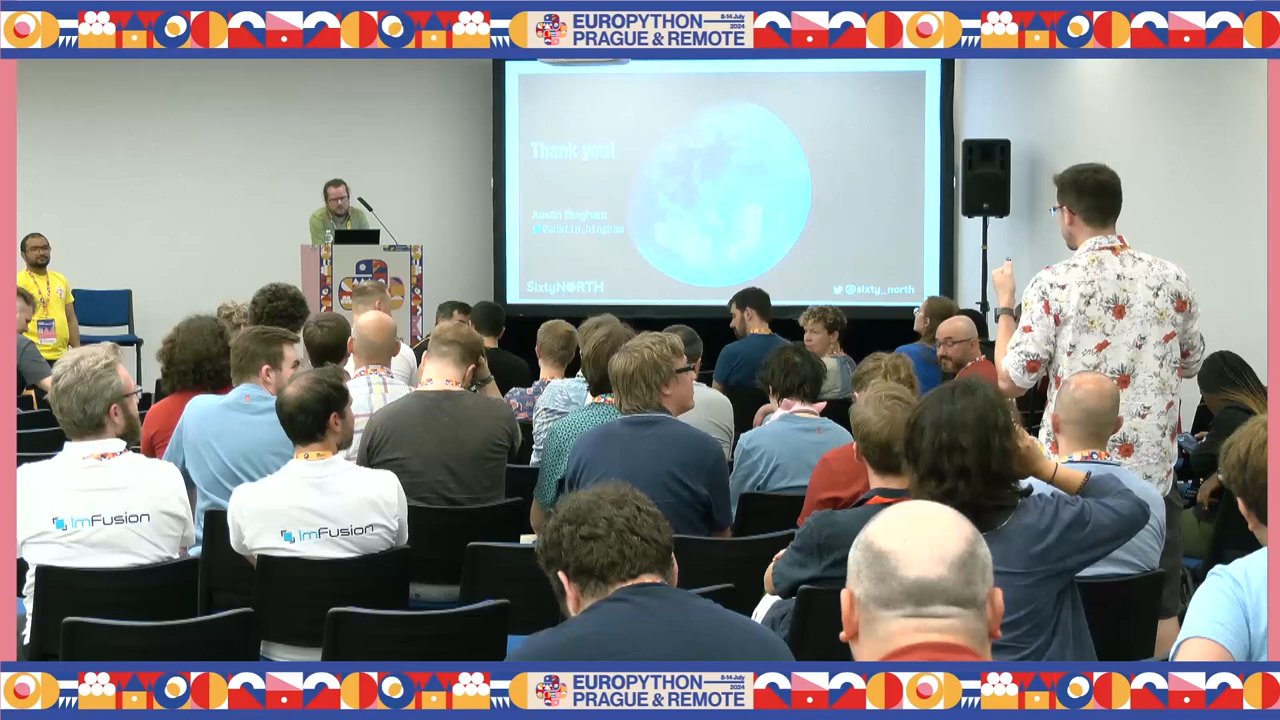 EUROPYTHON
8-14 July
2024
PRAGUE & REMOTE
Thank you!
Austin Bingham
@austin_bingham
SixtyNORTH
@sixty_north
ImFusion
ImFusion
EUROPYTHON
8-14 July
2024
PRAGUE & REMOTE